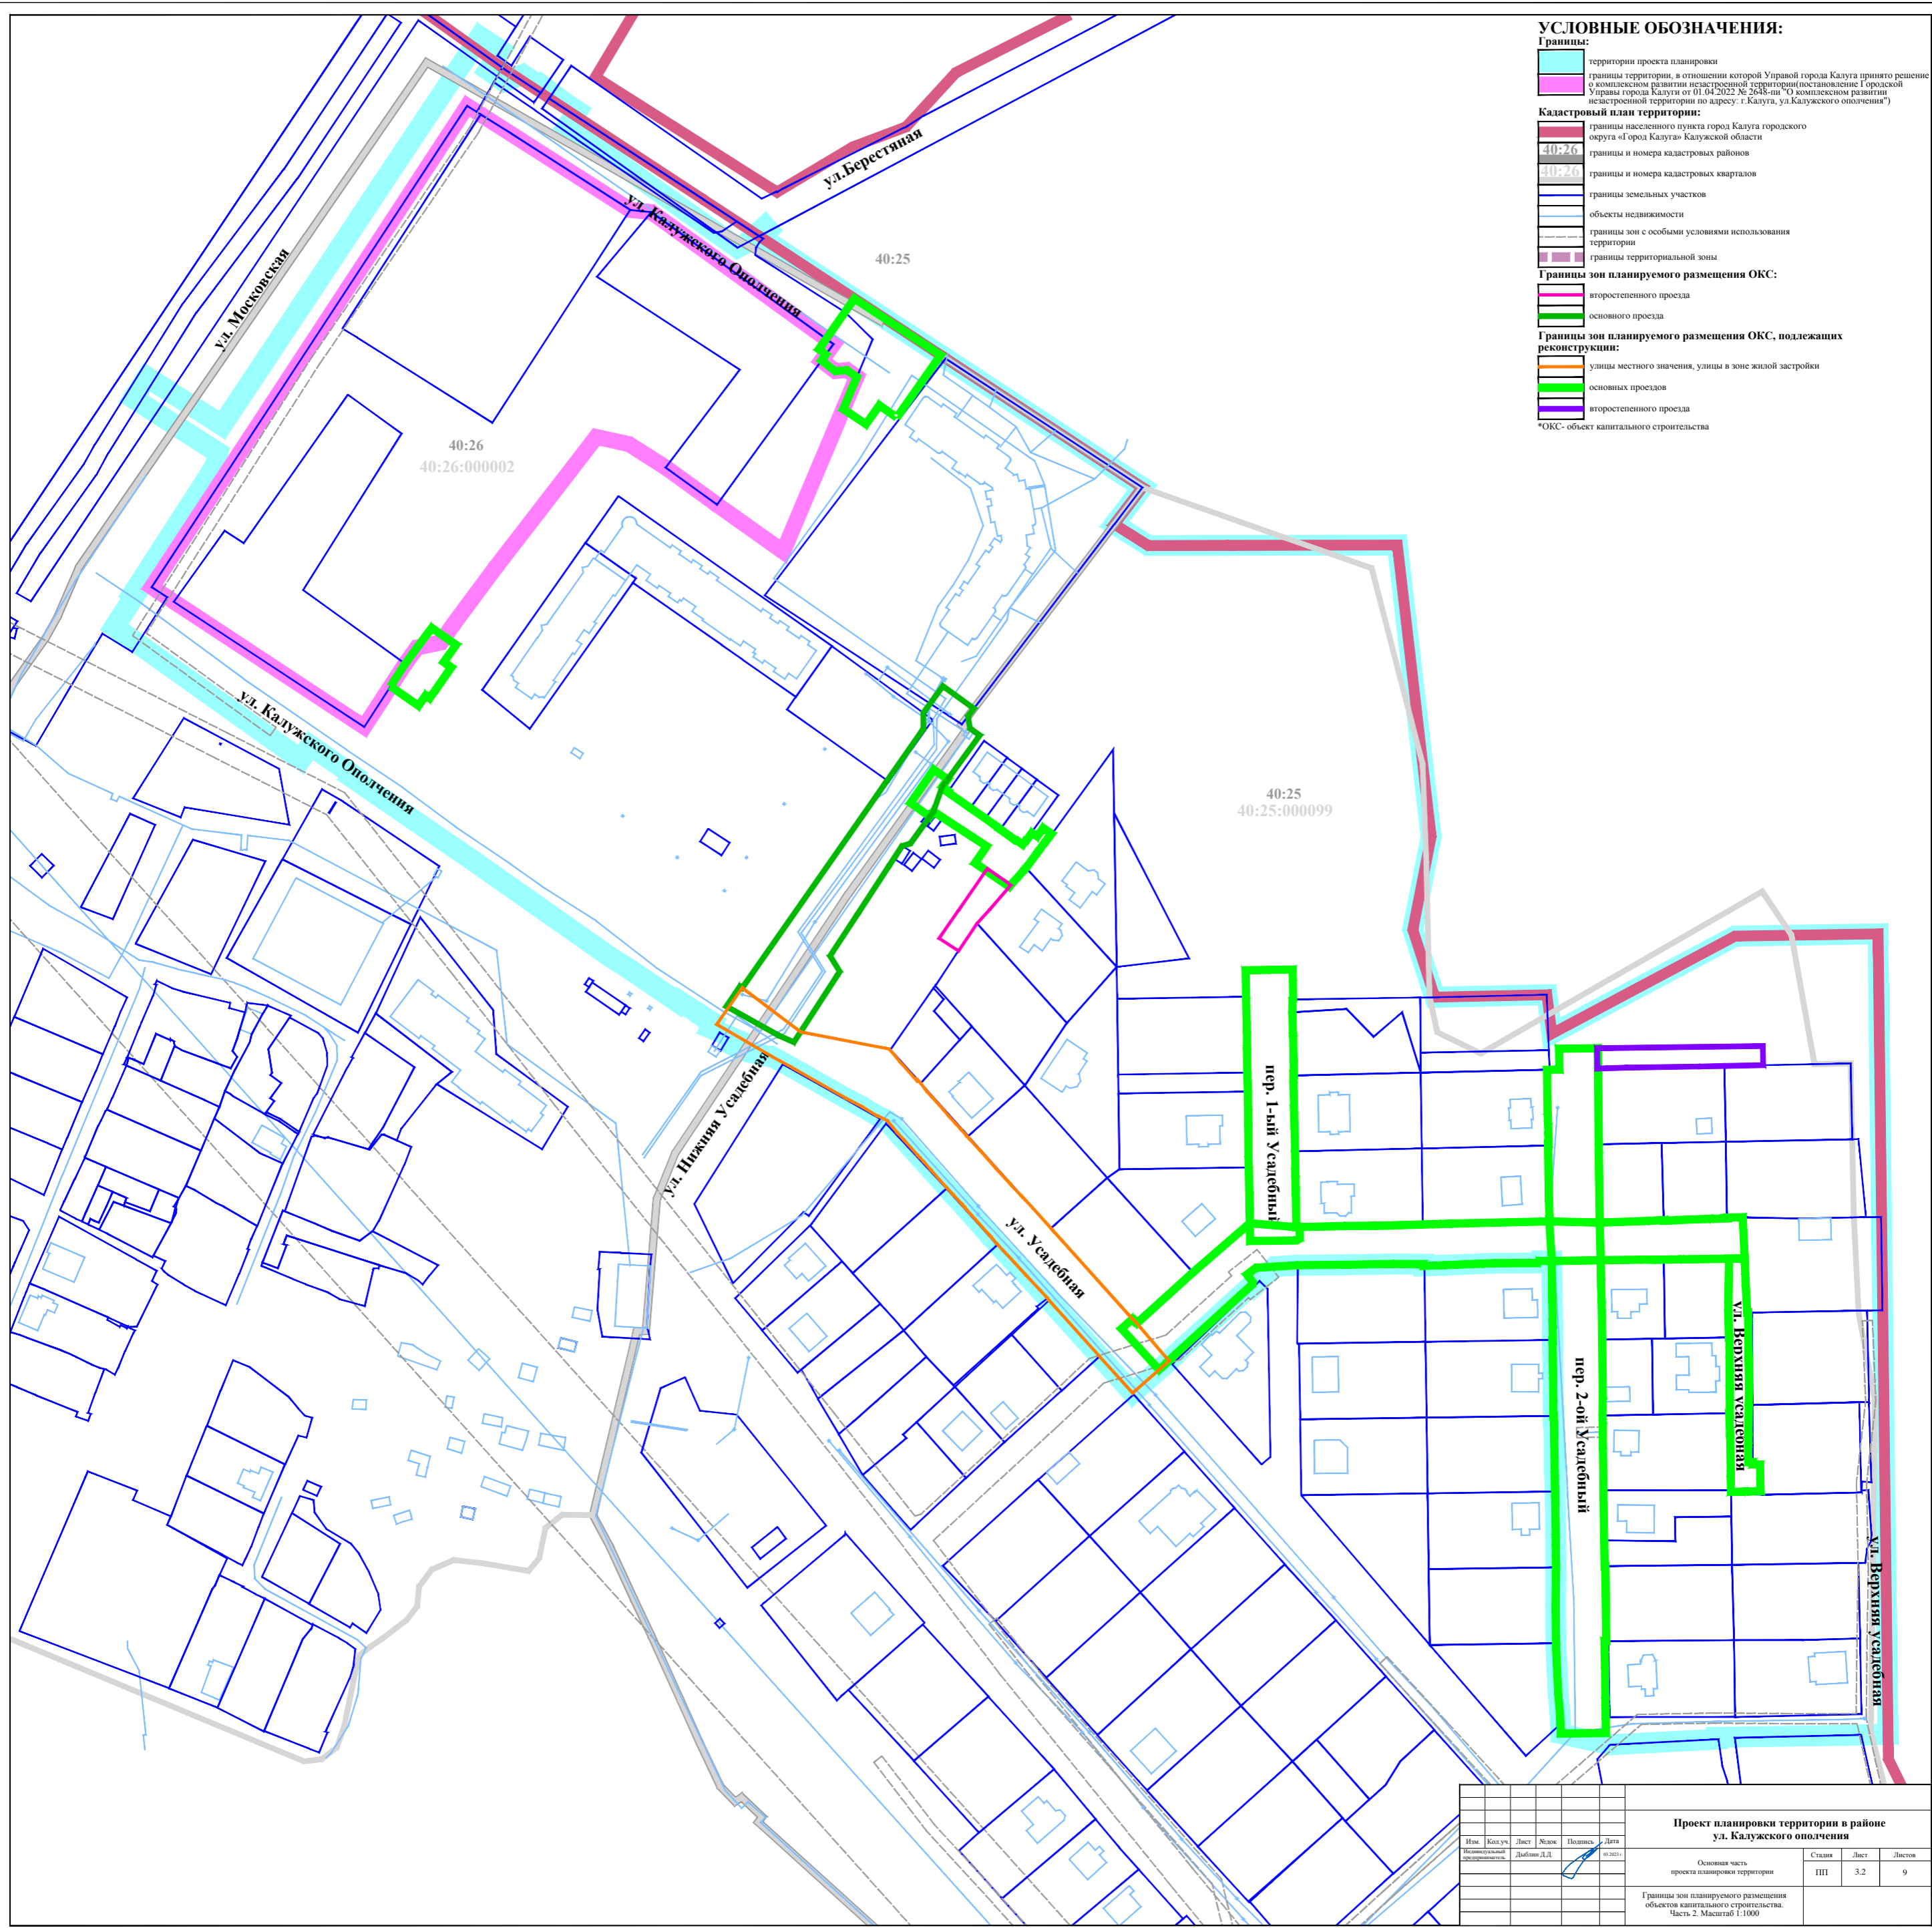 УСЛОВНЫЕ ОБОЗНАЧЕНИЯ:
Границы:
территории проекта планировки
границы территории, в отношении которой Управой города Калуга принято решение
о комплексном развитии незастроенной территории(постановление Городской
Управы города Калуги от 01.04.2022 № 2648-пи "О комплексном развитии
незастроенной территории по адресу: г.Калуга, ул.Калужского ополчения")
Кадастровый план территории:
границы населенного пункта город Калуга городского
округа «Город Калуга» Калужской области
40:26
границы и номера кадастровых районов
40:26
границы и номера кадастровых кварталов
границы земельных участков
объекты недвижимости
границы зон с особыми условиями использования
территории
границы территориальной зоны
Границы зон планируемого размещения ОКС:
второстепенного проезда
основного проезда
Границы зон планируемого размещения ОКС, подлежащих
реконструкции:
улицы местного значения, улицы в зоне жилой застройки
основных проездов
второстепенного проезда
*ОКС- объект капитального строительства
ул.Берестяная
ул. Калужского Ополчения
ул. Московская
40:25
40:26
40:26:000002
ул. Калужского Ополчения
40:25
40:25:000099
ул. Нижняя Усадебная
ул. Усадебная
пер. 1-ый Усадебный
пер. 2-ой Усадебный
ул. Верхняя усадебная
ул. Верхняя усадебная
Проект планировки территории в районе
ул. Калужского ополчения
Изм. Кол.уч. Лист №док Подпись Дата
Индивидуальный
предприниматель
Дыблин Д.Д.
03.2023 г
Основная часть
проекта планировки территории
Стадия Лист Листов
ПП 3.2 9
Границы зон планируемого размещения
объектов капитального строительства.
Часть 2. Масштаб 1:1000